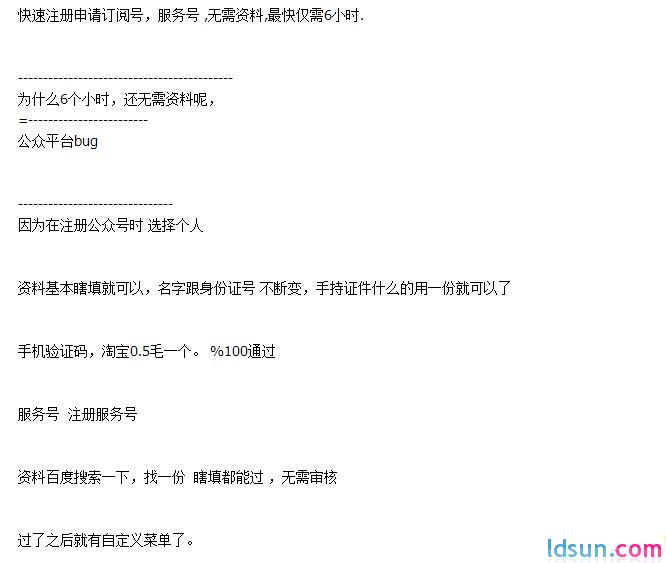 快速注册申请订阅号，服务号 ,无需资料,最快仅需6小时.
-------------------------------------------
为什么6个小时，还无需资料呢，
=------------------------
公众平台bug
-------------------------------
因为在注册公众号时 选择个人
资料基本瞎填就可以，名字跟身份证号 不断变，手持证件什么的用一份就可以了
手机验证码，淘宝0.5毛一个。 %100通过
服务号  注册服务号
资料百度搜索一下，找一份  瞎填都能过 ，无需审核
过了之后就有自定义菜单了。
ldsun.com